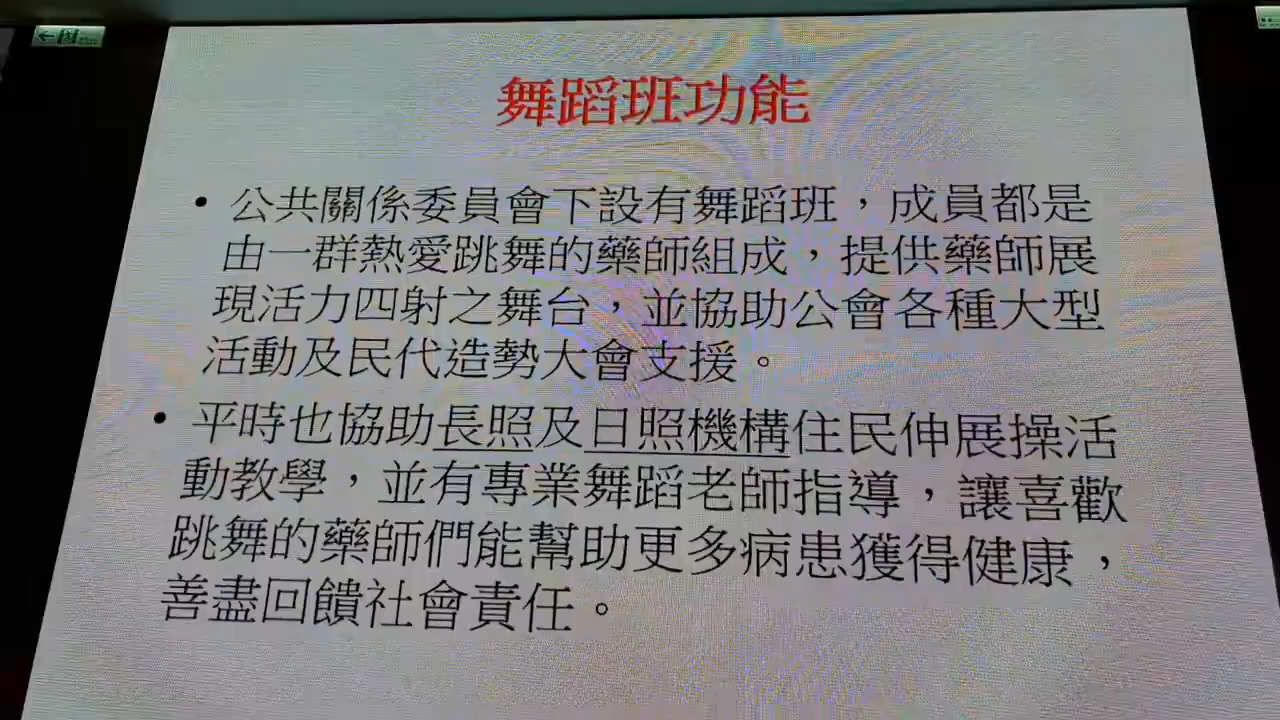 舞蹈班功能
• 公共關係委員會下設有舞蹈班，成員都是
由一群熱愛跳舞的藥師組成，提供藥師展
現活力四射之舞台，並協助公會各種大型
活動及民代造勢大會支援。
• 平時也協助長照及日照機構住民伸展操活
動教學，並有專業舞蹈老師指導，讓喜歡
跳舞的藥師們能幫助更多病患獲得健康，
善盡回饋社會責任。